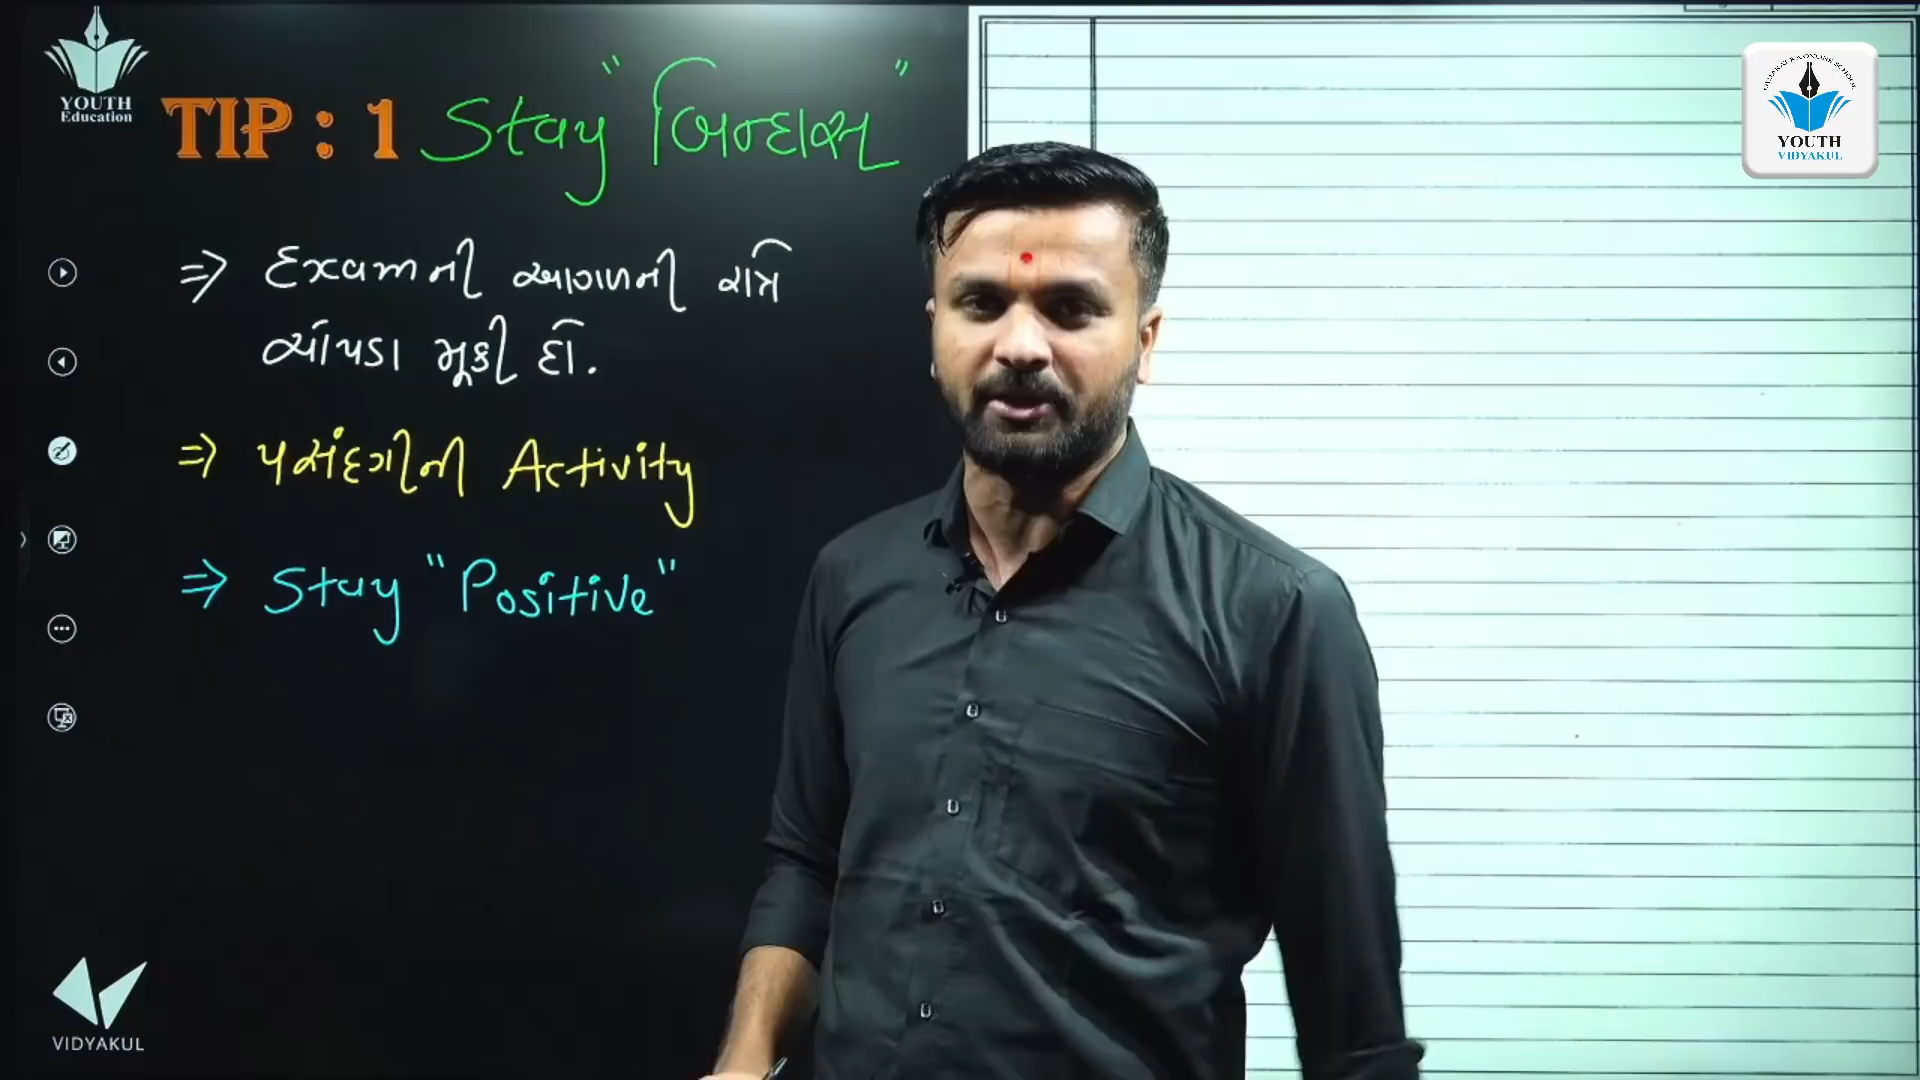 YOUTH
Education
TIP : 1 Stay "બિન્દાસ"
⇒ Examની આગળની રાત્રિ
ચોપડા મૂકી દો.
⇒ પસંદગીની Activity
⇒ Stay "Positive"
VIDYAKUL
YOUTH
VIDYAKUL